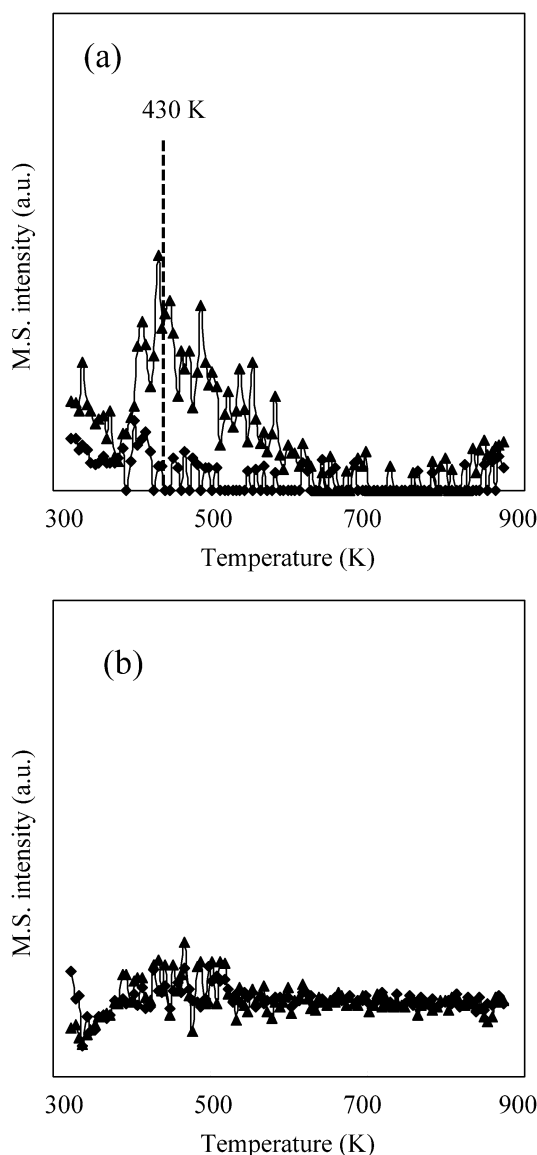 (a)
430 K
M.S. intensity (a.u.)
300 500 700 900
Temperature (K)
(b)
M.S. intensity (a.u.)
300 500 700 900
Temperature (K)